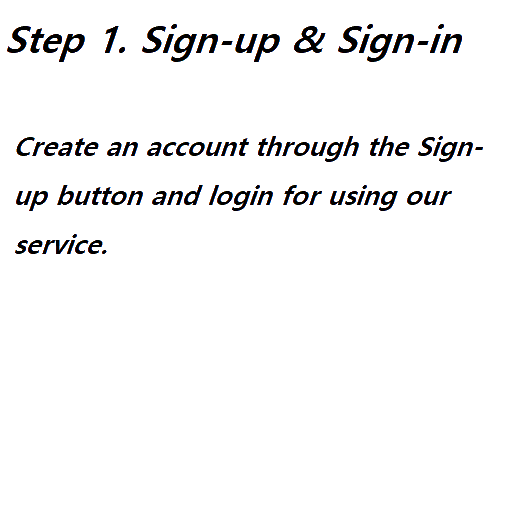 Step 1. Sign-up & Sign-in
Create an account through the Sign-
up button and login for using our
service.